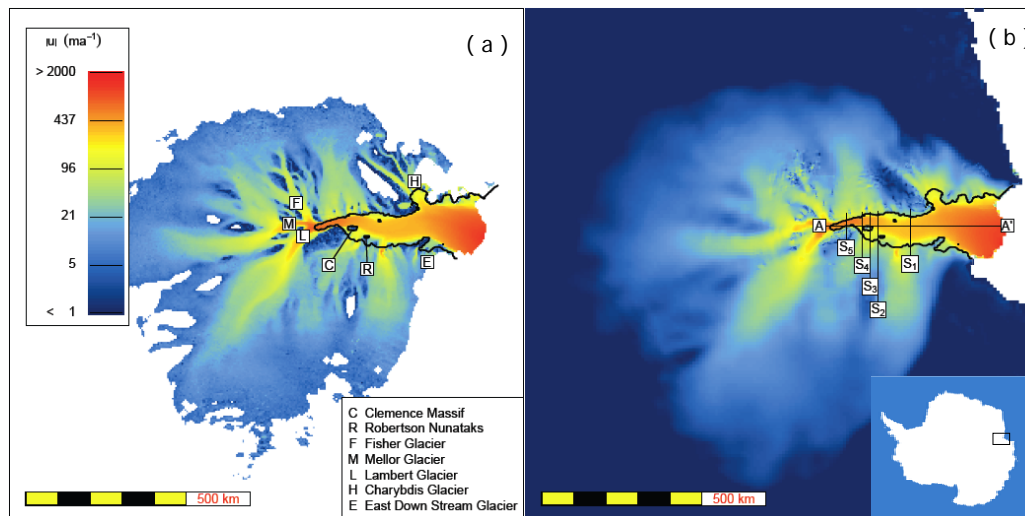 |u| (ma⁻¹)
> 2000
437
96
21
5
< 1
(a)
H
F
M
L
C
R
E
500 km
C Clemence Massif
R Robertson Nunataks
F Fisher Glacier
M Mellor Glacier
L Lambert Glacier
H Charybdis Glacier
E East Down Stream Glacier
(b)
A
A'
S₅
S₄
S₃
S₂
S₁
500 km